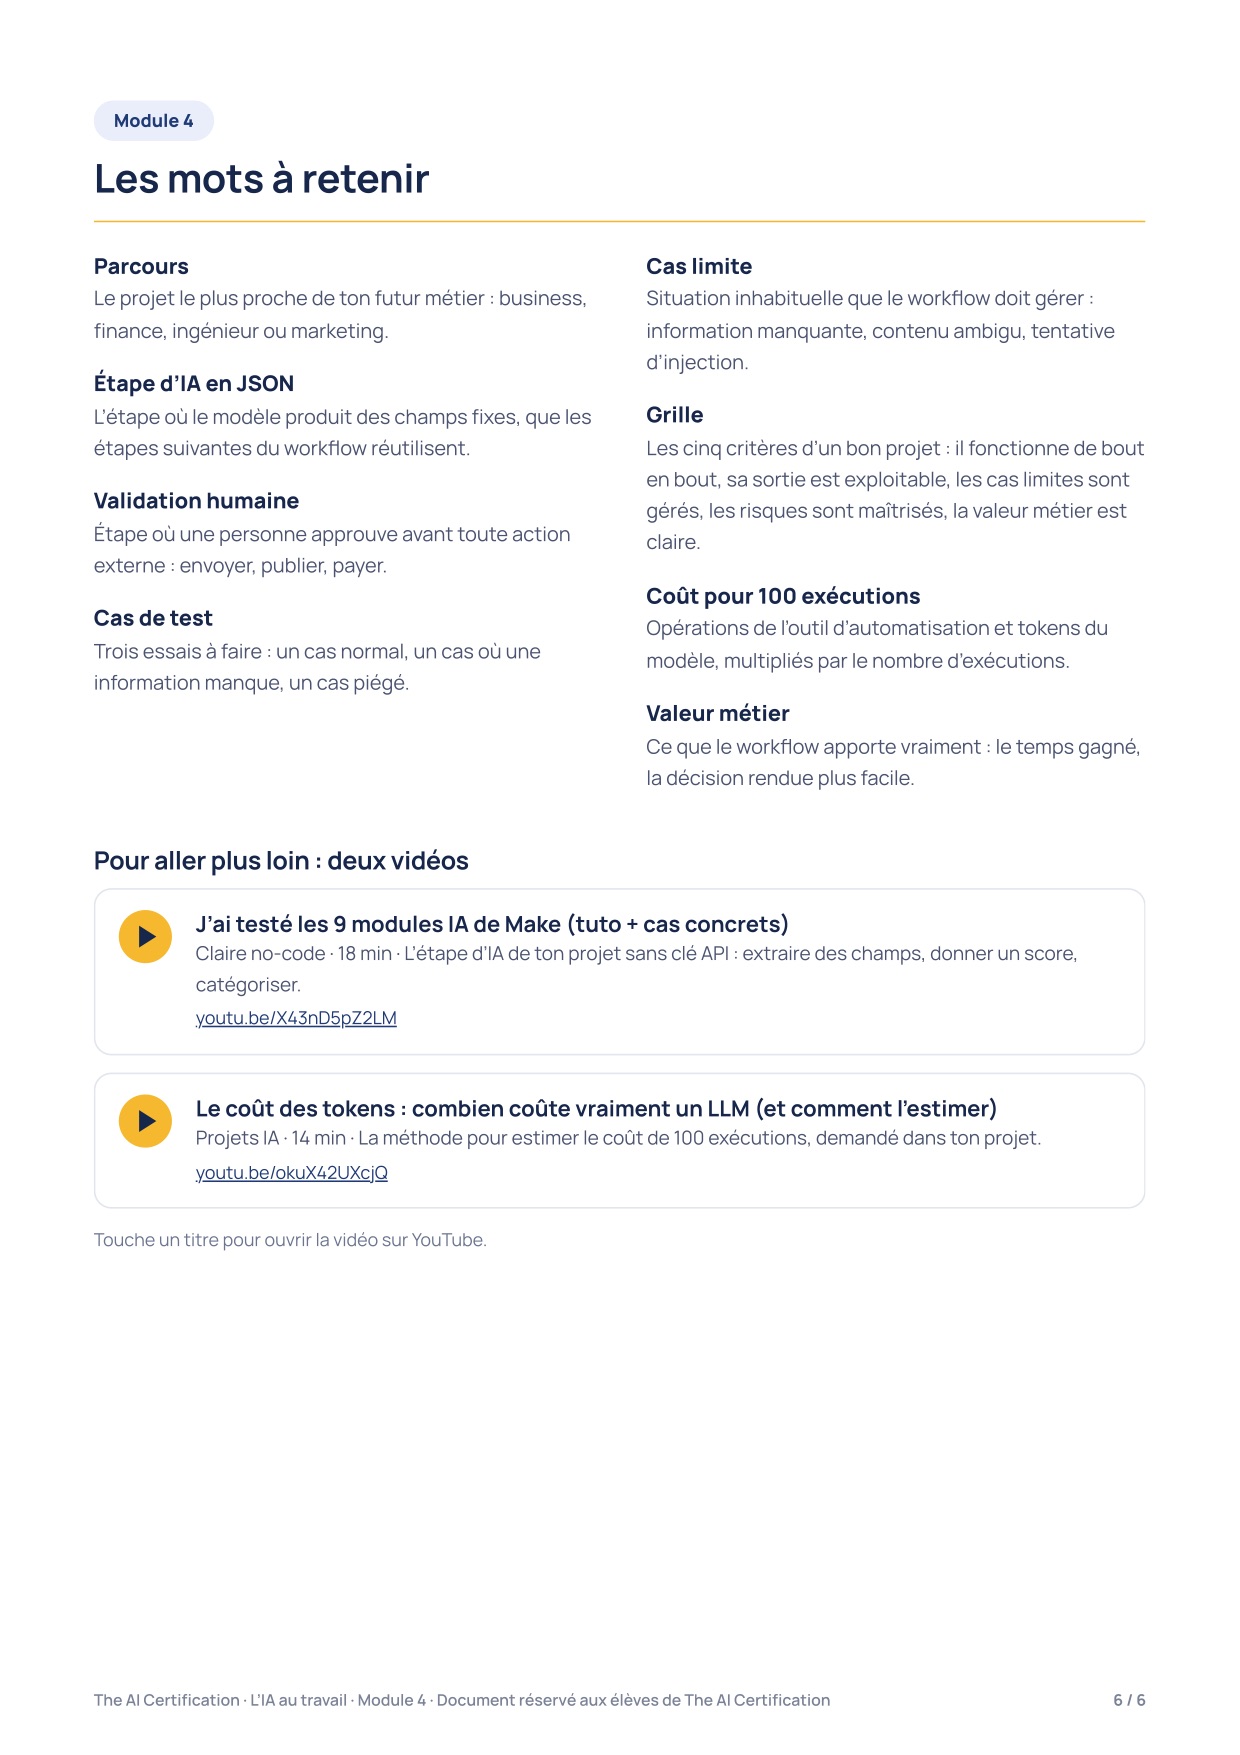 Module 4
Les mots à retenir
Parcours
Le projet le plus proche de ton futur métier : business,
finance, ingénieur ou marketing.
Étape d’IA en JSON
L’étape où le modèle produit des champs fixes, que les
étapes suivantes du workflow réutilisent.
Validation humaine
Étape où une personne approuve avant toute action
externe : envoyer, publier, payer.
Cas de test
Trois essais à faire : un cas normal, un cas où une
information manque, un cas piégé.
Cas limite
Situation inhabituelle que le workflow doit gérer :
information manquante, contenu ambigu, tentative
d’injection.
Grille
Les cinq critères d’un bon projet : il fonctionne de bout
en bout, sa sortie est exploitable, les cas limites sont
gérés, les risques sont maîtrisés, la valeur métier est
claire.
Coût pour 100 exécutions
Opérations de l’outil d’automatisation et tokens du
modèle, multipliés par le nombre d’exécutions.
Valeur métier
Ce que le workflow apporte vraiment : le temps gagné,
la décision rendue plus facile.
Pour aller plus loin : deux vidéos
J’ai testé les 9 modules IA de Make (tuto + cas concrets)
Claire no-code · 18 min · L’étape d’IA de ton projet sans clé API : extraire des champs, donner un score,
catégoriser.
youtu.be/X43nD5pZ2LM
Le coût des tokens : combien coûte vraiment un LLM (et comment l’estimer)
Projets IA · 14 min · La méthode pour estimer le coût de 100 exécutions, demandé dans ton projet.
youtu.be/okuX42UXcjQ
Touche un titre pour ouvrir la vidéo sur YouTube.
The AI Certification · L’IA au travail · Module 4 · Document réservé aux élèves de The AI Certification
6 / 6